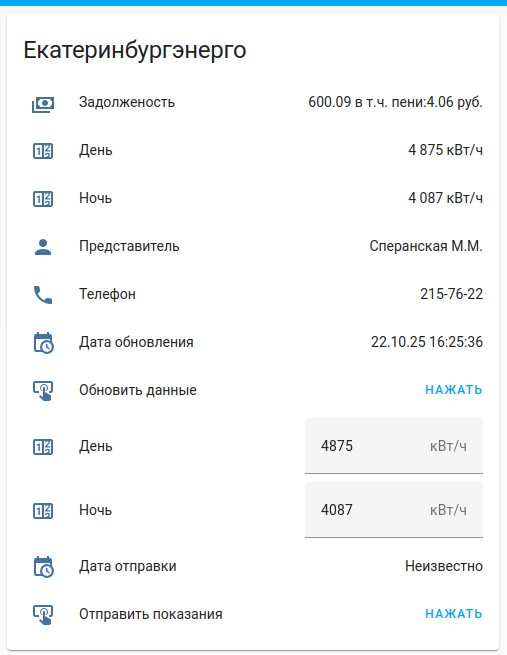 Екатеринбургэнерго
Задолженость 600.09 в т.ч. пени:4.06 руб.
День 4 875 кВт/ч
Ночь 4 087 кВт/ч
Представитель Сперанская М.М.
Телефон 215-76-22
Дата обновления 22.10.25 16:25:36
Обновить данные НАЖАТЬ
День 4875 кВт/ч
Ночь 4087 кВт/ч
Дата отправки Неизвестно
Отправить показания НАЖАТЬ